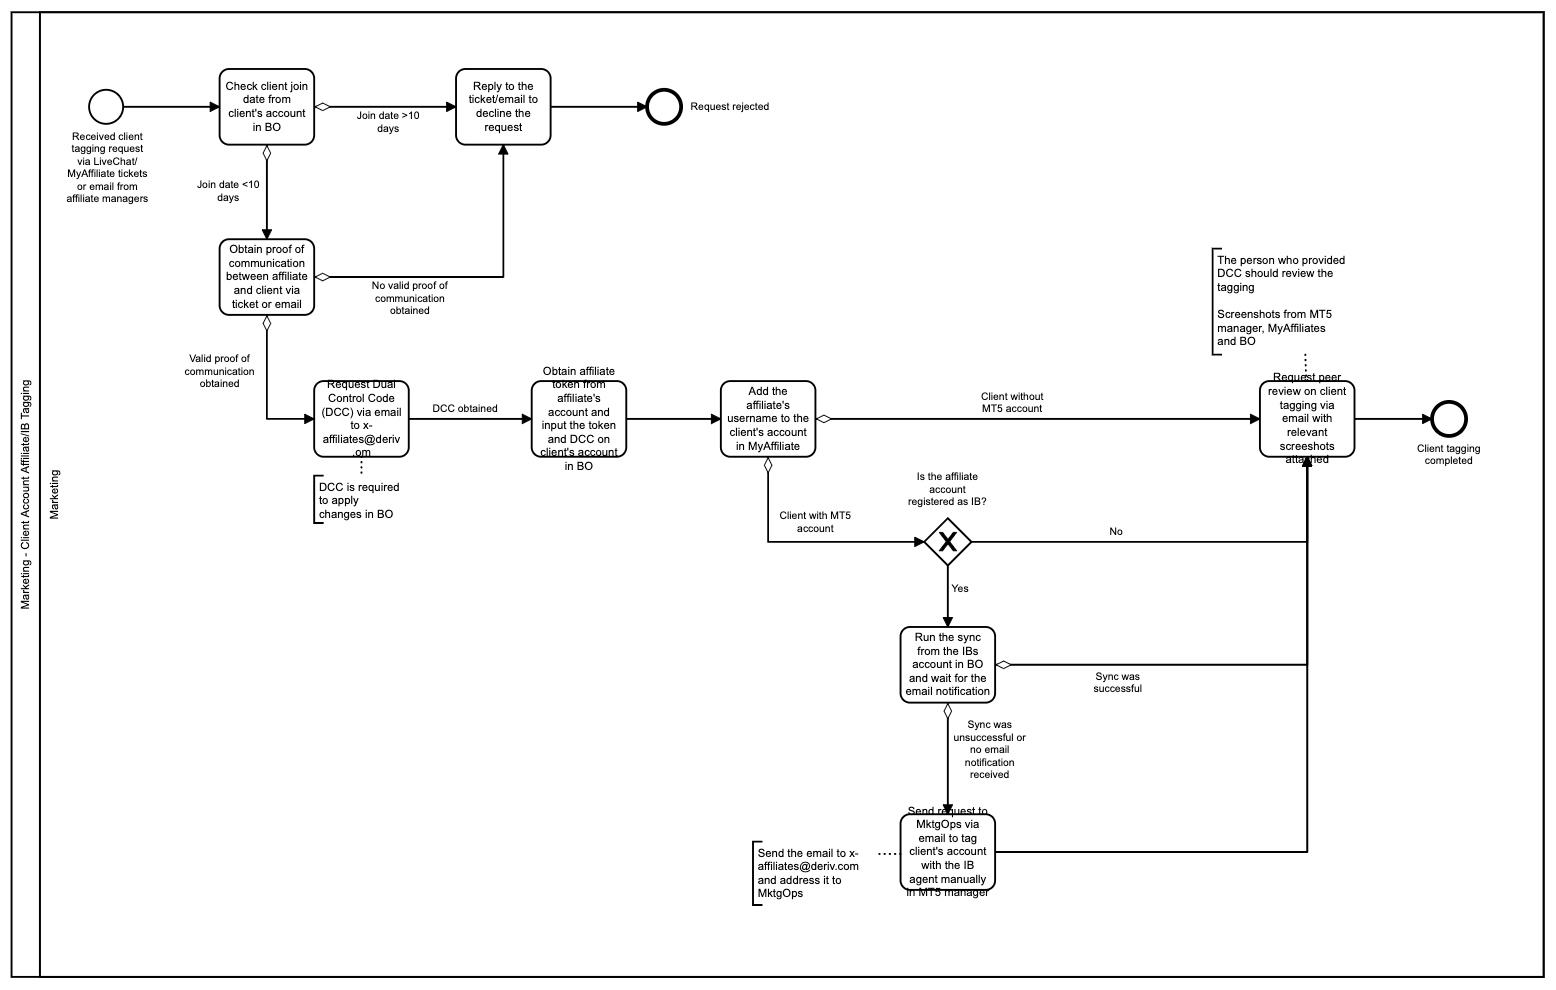 Marketing - Client Account Affiliate/IB Tagging
Marketing
Received client
tagging request
via LiveChat/
MyAffiliate tickets
or email from
affiliate managers
Check client join
date from
client's account
in BO
Join date >10
days
Reply to the
ticket/email to
decline the
request
Request rejected
Join date <10
days
Obtain proof of
communication
between affiliate
and client via
ticket or email
No valid proof of
communication
obtained
Valid proof of
communication
obtained
Request Dual
Control Code
(DCC) via email
to x-
affiliates@deriv
.om
DCC is required
to apply
changes in BO
DCC obtained
Obtain affiliate
token from
affiliate's
account and
input the token
and DCC on
client's account
in BO
Add the
affiliate's
username to the
client's account
in MyAffiliate
Client without
MT5 account
The person who provided
DCC should review the
tagging
Screenshots from MT5
manager, MyAffiliates
and BO
Request peer
review on client
tagging via
email with
relevant
screeshots
attached
Client tagging
completed
Client with MT5
account
Is the affiliate
account
registered as IB?
No
Yes
Run the sync
from the IBs
account in BO
and wait for the
email notification
Sync was
successful
Sync was
unsuccessful or
no email
notification
received
Send request to
MktgOps via
email to tag
client's account
with the IB
agent manually
in MT5 manager
Send the email to x-
affiliates@deriv.com
and address it to
MktgOps